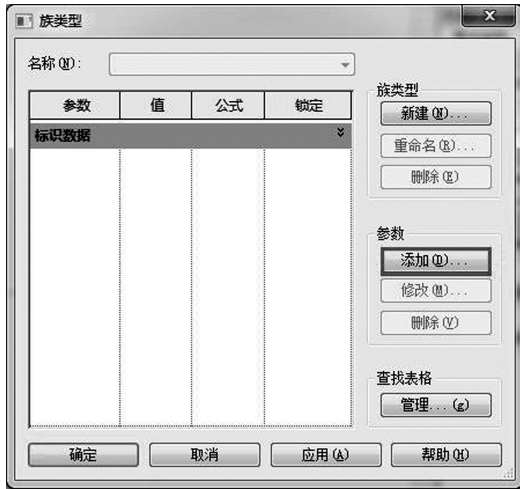 族类型
名称(N):
参数 值 公式 锁定
标识数据
族类型
新建(N)...
重命名(R)...
删除(E)
参数
添加(D)...
修改(M)...
删除(V)
查找表格
管理...(g)
确定 取消 应用(A) 帮助(H)